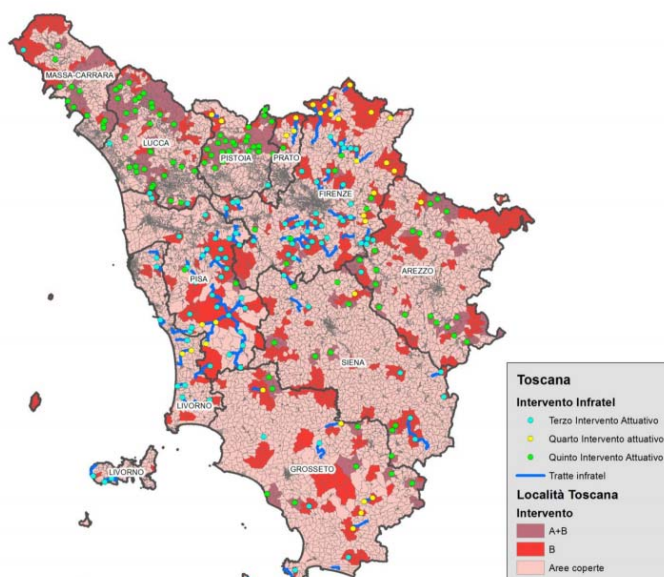 MASSA-CARRARA
LUCCA
PISTOIA
PRATO
FIRENZE
PISA
AREZZO
SIENA
LIVORNO
LIVORNO
GROSSETO
Toscana
Intervento Infratel
Terzo Intervento Attuativo
Quarto Intervento attuativo
Quinto Intervento Attuativo
Tratte infratel
Località Toscana
Intervento
A+B
B
Aree coperte